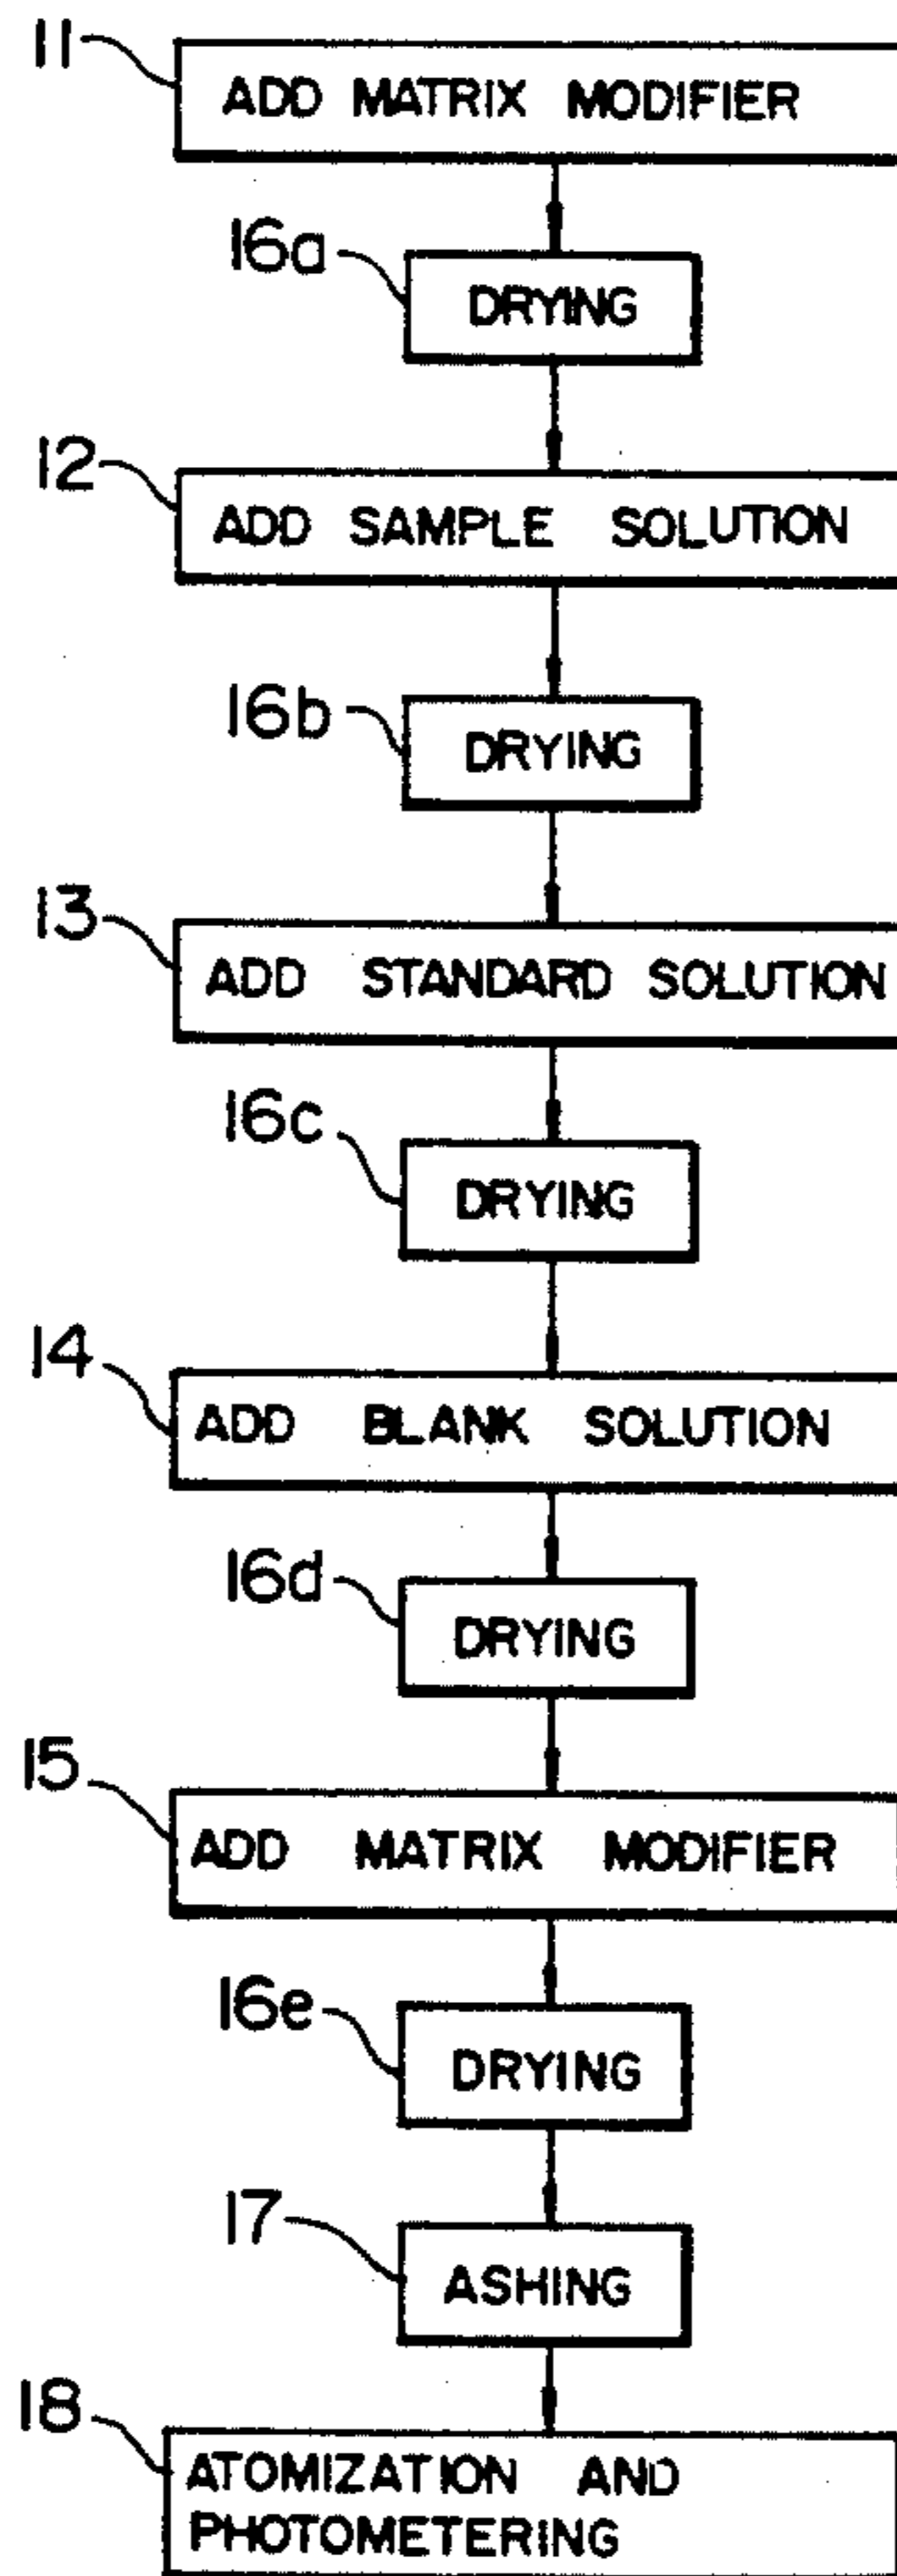 11
ADD MATRIX MODIFIER
16a
DRYING
12
ADD SAMPLE SOLUTION
16b
DRYING
13
ADD STANDARD SOLUTION
16c
DRYING
14
ADD BLANK SOLUTION
16d
DRYING
15
ADD MATRIX MODIFIER
16e
DRYING
17
ASHING
18
ATOMIZATION AND
PHOTOMETERING